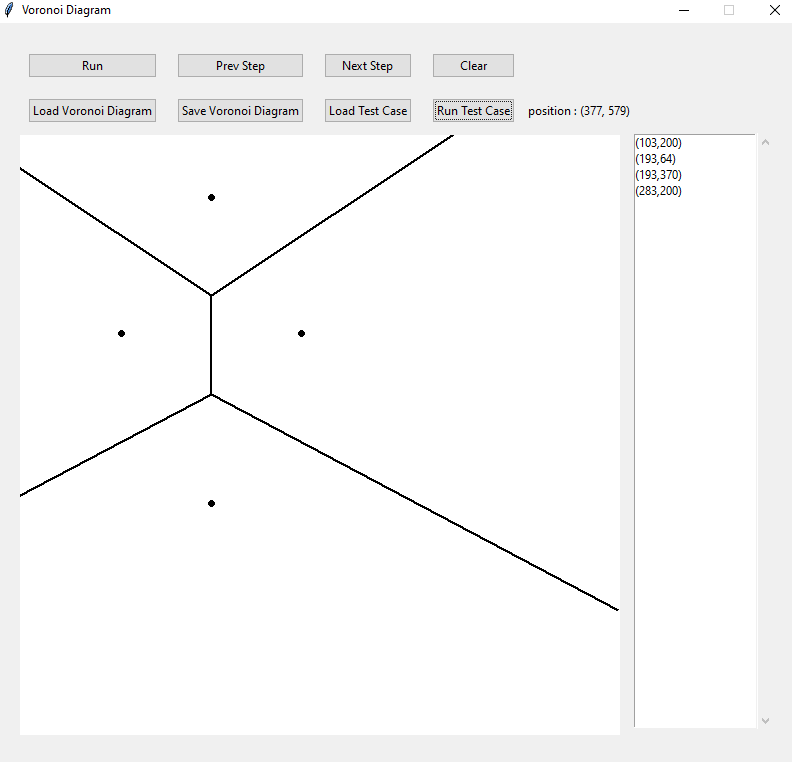 Voronoi Diagram
Run Prev Step Next Step Clear
Load Voronoi Diagram Save Voronoi Diagram Load Test Case Run Test Case position : (377, 579)
(103,200)
(193,64)
(193,370)
(283,200)